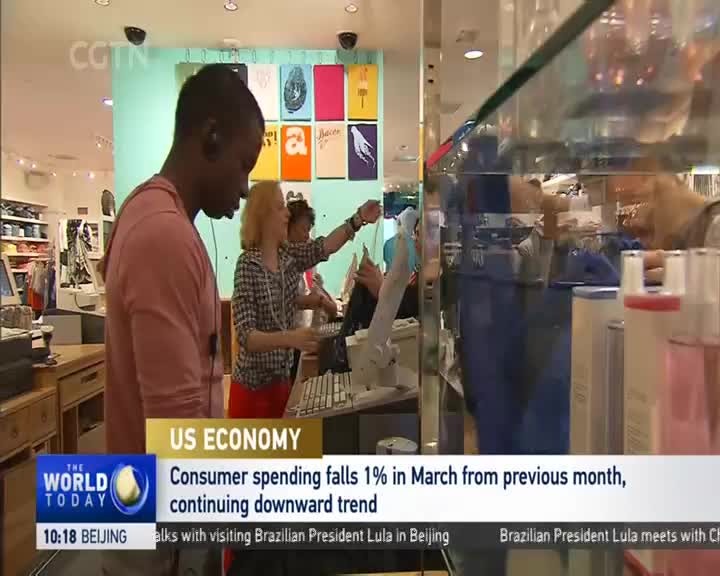 CGTN
a
Bacon
US ECONOMY
THE
WORLD
TODAY
Consumer spending falls 1% in March from previous month,
continuing downward trend
10:18 BEIJING
alks with visiting Brazilian President Lula in Beijing
Brazilian President Lula meets with Ch